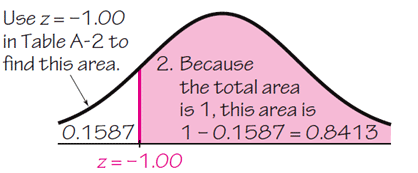 Use z = −1.00
in Table A-2 to
find this area.
2. Because
the total area
is 1, this area is
1 − 0.1587 = 0.8413
0.1587
z = −1.00